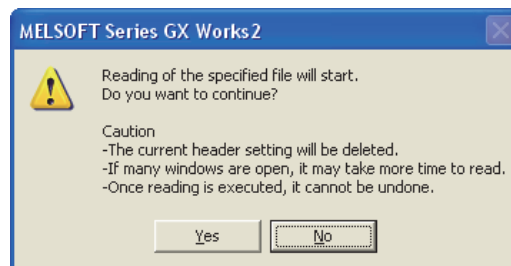 MELSOFT Series GX Works2
Reading of the specified file will start.
Do you want to continue?
Caution
-The current header setting will be deleted.
-If many windows are open, it may take more time to read.
-Once reading is executed, it cannot be undone.
Yes
No